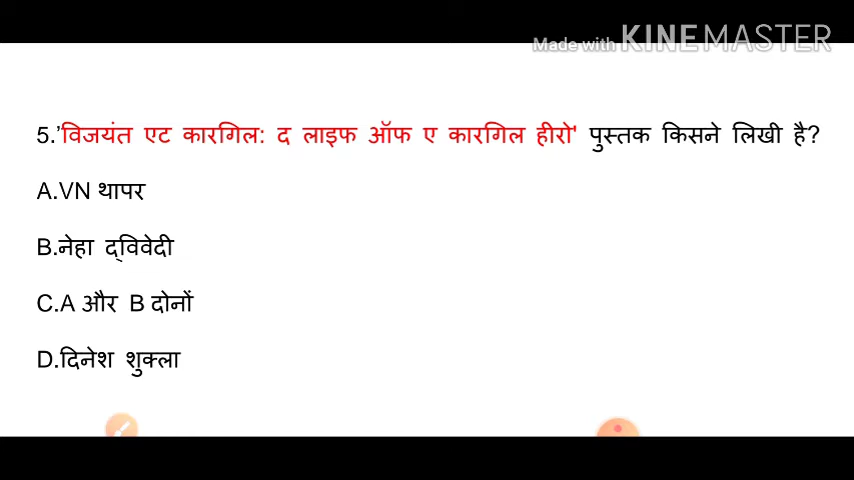 Made with KINEMASTER
5.'विजयंत एट कारगिल: द लाइफ ऑफ ए कारगिल हीरो' पुस्तक किसने लिखी है?
A.VN थापर
B.नेहा द्विवेदी
C.A और B दोनों
D.दिनेश शुक्ला